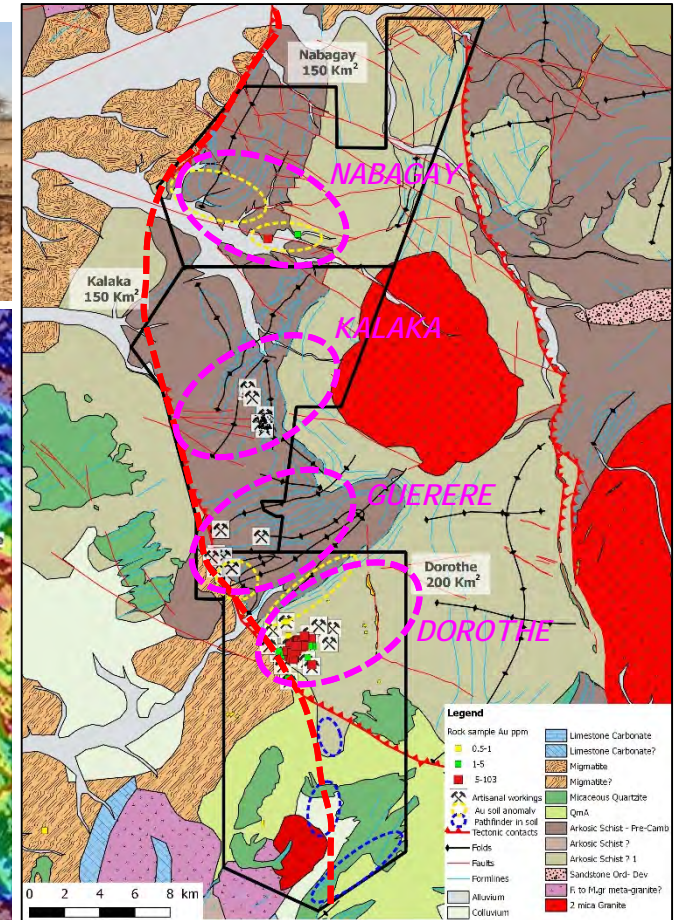 Nabagay
150 Km²
NABAGAY
Kalaka
150 Km²
KALAKA
GUERERE
Dorothe
200 Km²
DOROTHE
Legend
Rock sample Au ppm
0.5-1
1-5
5-103
Artisanal workings
Au soil anomaly
Pathfinder in soil
Tectonic contacts
Folds
Faults
Formlines
Alluvium
Colluvium
Limestone Carbonate
Limestone Carbonate?
Migmatite
Migmatite?
Micaceous Quartzite
QmA
Arkosic Schist - Pre-Camb
Arkosic Schist ?
Arkosic Schist ? 1
Sandstone Ord- Dev
F. to M.gr meta-granite?
2 mica Granite
0 2 4 6 8 km